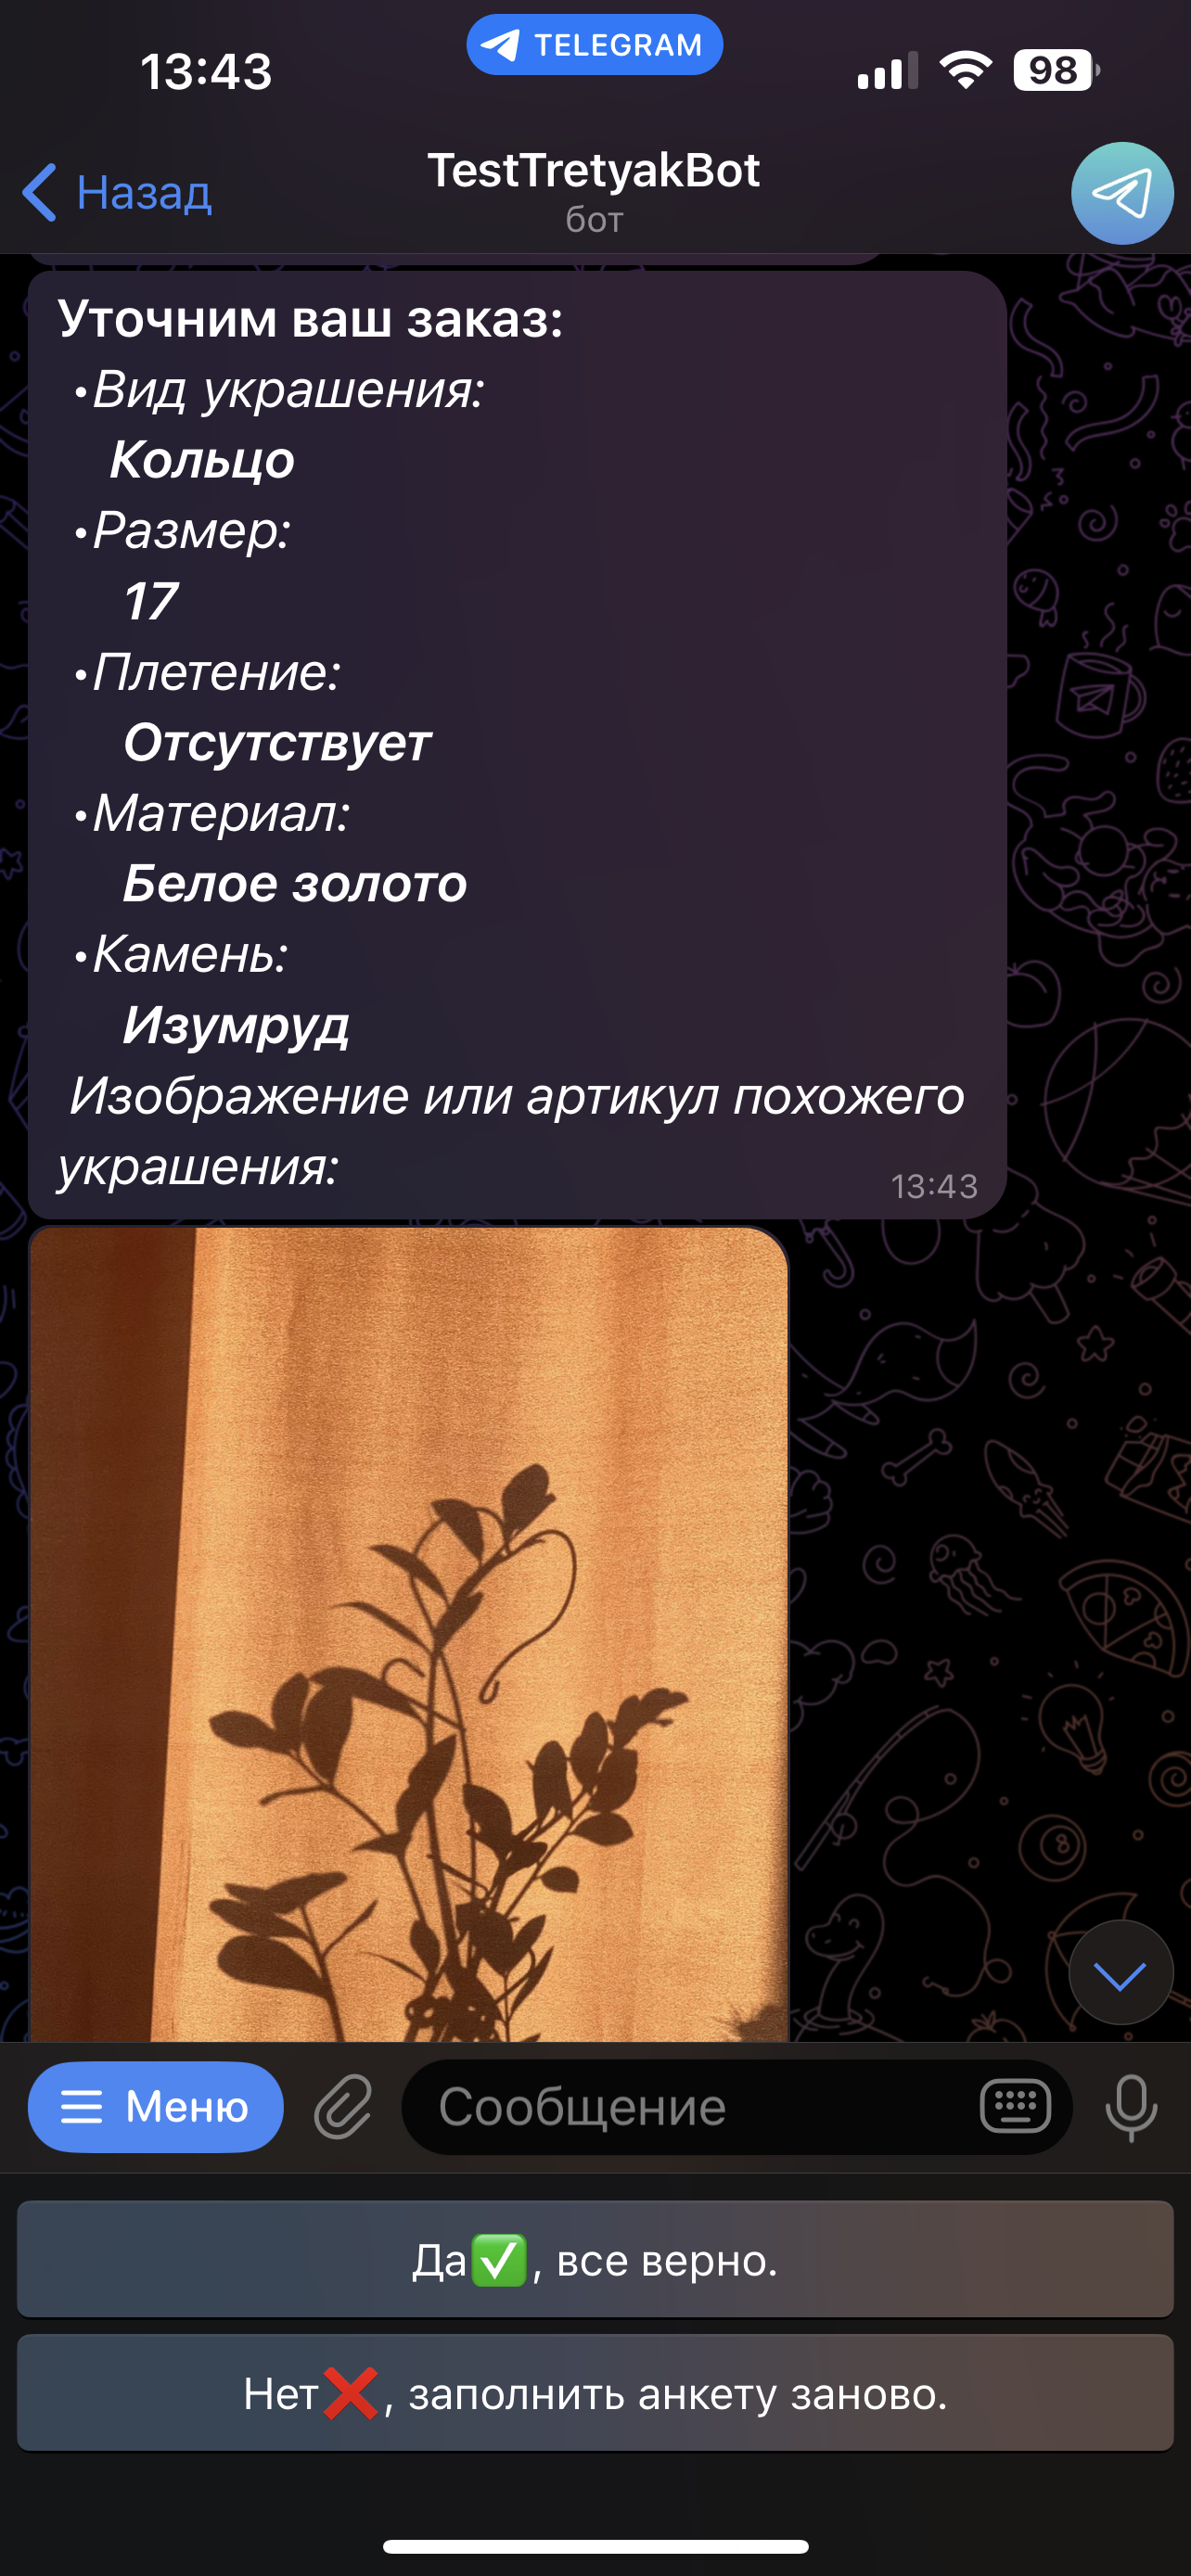 13:43
TELEGRAM
98
Назад
TestTretyakBot
бот
Уточним ваш заказ:
•Вид украшения:
Кольцо
•Размер:
17
•Плетение:
Отсутствует
•Материал:
Белое золото
•Камень:
Изумруд
Изображение или артикул похожего
украшения:
13:43
Меню
Сообщение
Да✅, все верно.
Нет❌, заполнить анкету заново.